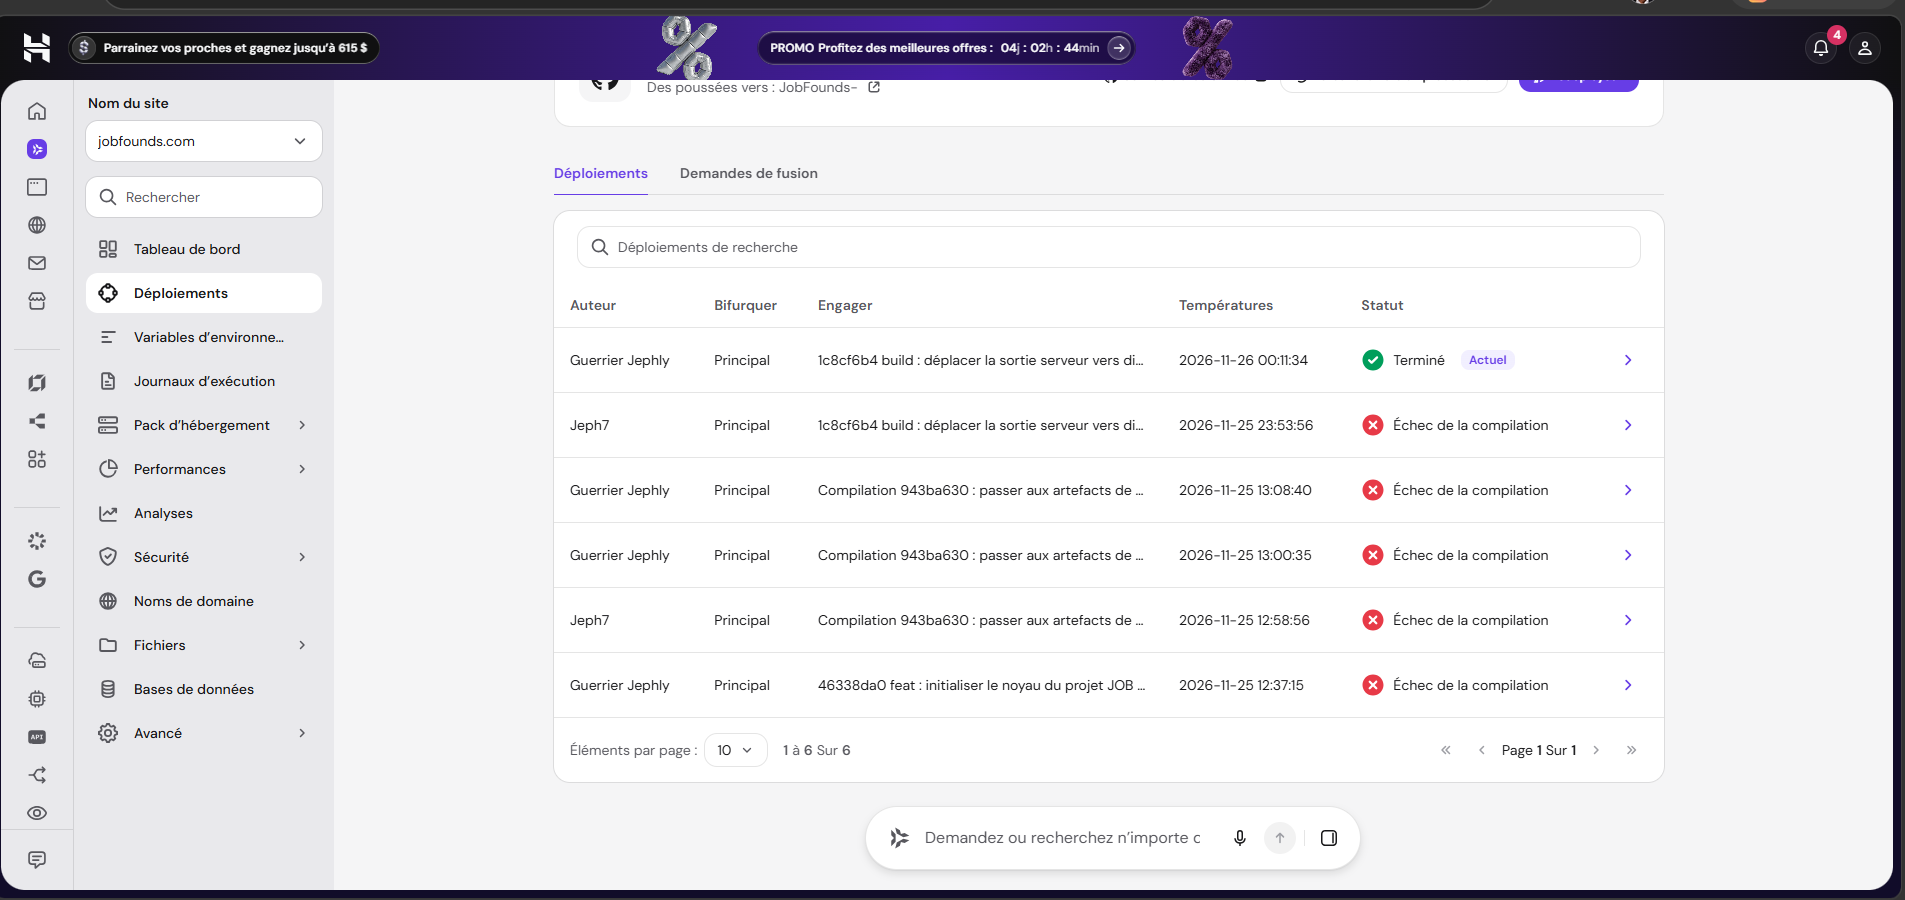 Parrainez vos proches et gagnez jusqu'à 615 $
PROMO Profitez des meilleures offres : 04j : 02h : 44min
4
Nom du site
jobfounds.com
Rechercher
Tableau de bord
Déploiements
Variables d'environne...
Journaux d'exécution
Pack d'hébergement
Performances
Analyses
Sécurité
Noms de domaine
Fichiers
Bases de données
Avancé
API
Des poussées vers : JobFounds-
Déploiements Demandes de fusion
Déploiements de recherche
Auteur Bifurquer Engager Températures Statut
Guerrier Jephly Principal 1c8cf6b4 build : déplacer la sortie serveur vers di... 2026-11-26 00:11:34 Terminé Actuel
Jeph7 Principal 1c8cf6b4 build : déplacer la sortie serveur vers di... 2026-11-25 23:53:56 Échec de la compilation
Guerrier Jephly Principal Compilation 943ba630 : passer aux artefacts de ... 2026-11-25 13:08:40 Échec de la compilation
Guerrier Jephly Principal Compilation 943ba630 : passer aux artefacts de ... 2026-11-25 13:00:35 Échec de la compilation
Jeph7 Principal Compilation 943ba630 : passer aux artefacts de ... 2026-11-25 12:58:56 Échec de la compilation
Guerrier Jephly Principal 46338da0 feat : initialiser le noyau du projet JOB ... 2026-11-25 12:37:15 Échec de la compilation
Éléments par page : 10 1 à 6 Sur 6 « ‹ Page 1 Sur 1 › »
Demandez ou recherchez n'importe c